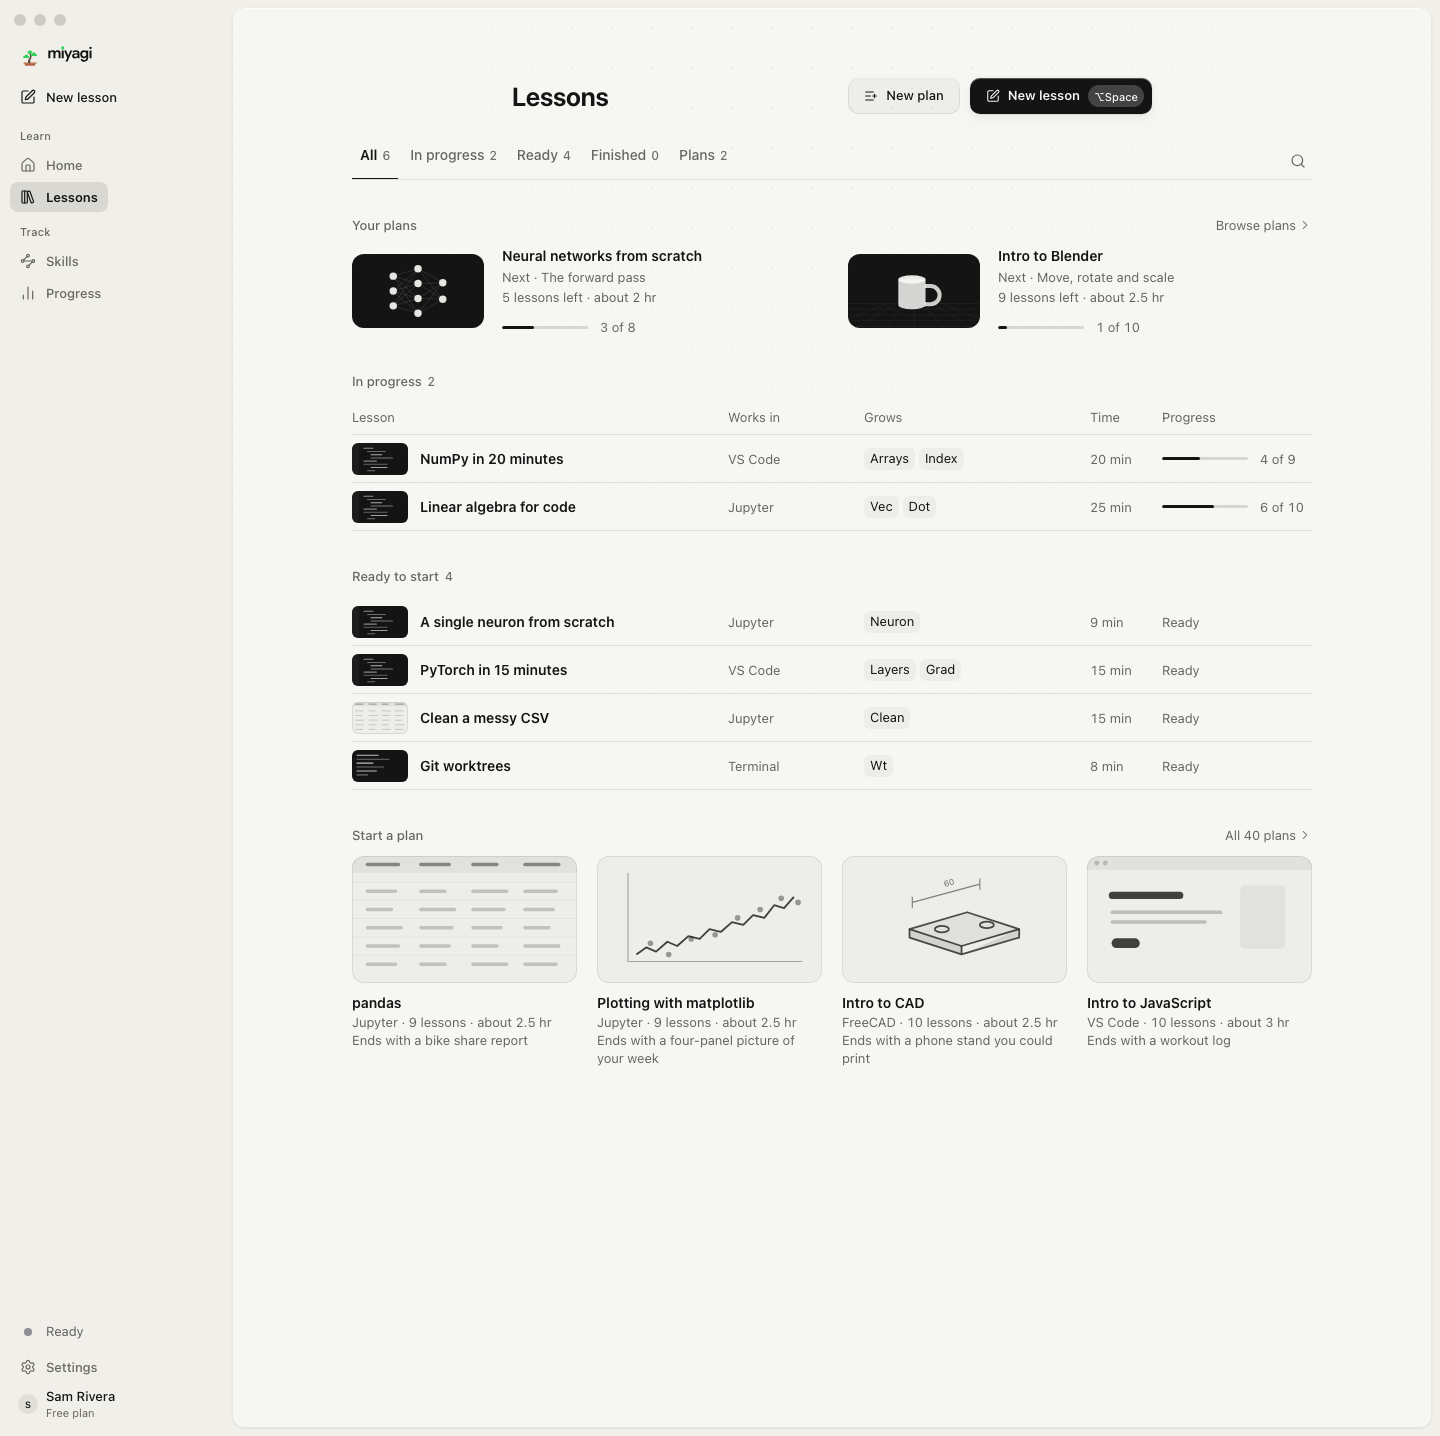 miyagi
New lesson
Learn
Home
Lessons
Track
Skills
Progress
Ready
Settings
S
Sam Rivera
Free plan
Lessons
New plan
New lesson ⌥Space
All 6 In progress 2 Ready 4 Finished 0 Plans 2
Your plans
Browse plans
Neural networks from scratch
Next · The forward pass
5 lessons left · about 2 hr
3 of 8
Intro to Blender
Next · Move, rotate and scale
9 lessons left · about 2.5 hr
1 of 10
In progress 2
Lesson Works in Grows Time Progress
NumPy in 20 minutes VS Code Arrays Index 20 min 4 of 9
Linear algebra for code Jupyter Vec Dot 25 min 6 of 10
Ready to start 4
A single neuron from scratch Jupyter Neuron 9 min Ready
PyTorch in 15 minutes VS Code Layers Grad 15 min Ready
Clean a messy CSV Jupyter Clean 15 min Ready
Git worktrees Terminal Wt 8 min Ready
Start a plan
All 40 plans
pandas
Jupyter · 9 lessons · about 2.5 hr
Ends with a bike share report
Plotting with matplotlib
Jupyter · 9 lessons · about 2.5 hr
Ends with a four-panel picture of
your week
60
Intro to CAD
FreeCAD · 10 lessons · about 2.5 hr
Ends with a phone stand you could
print
Intro to JavaScript
VS Code · 10 lessons · about 3 hr
Ends with a workout log